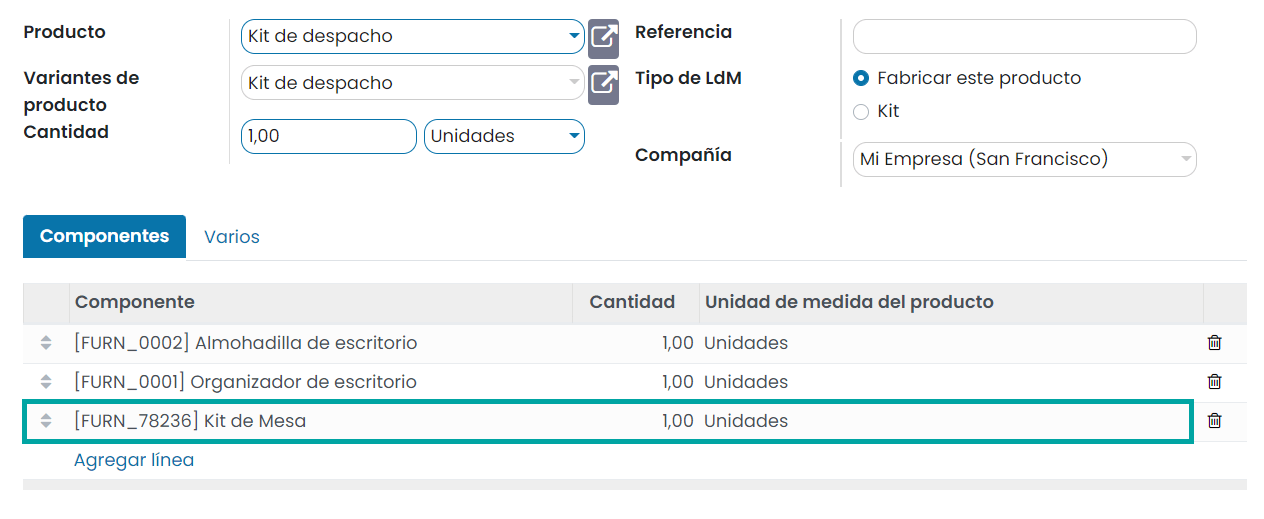 Producto
Kit de despacho
Variantes de
producto
Kit de despacho
Cantidad
1,00 Unidades
Referencia
Tipo de LdM
Fabricar este producto
Kit
Compañía
Mi Empresa (San Francisco)
Componentes Varios
Componente Cantidad Unidad de medida del producto
[FURN_0002] Almohadilla de escritorio 1,00 Unidades
[FURN_0001] Organizador de escritorio 1,00 Unidades
[FURN_78236] Kit de Mesa 1,00 Unidades
Agregar línea